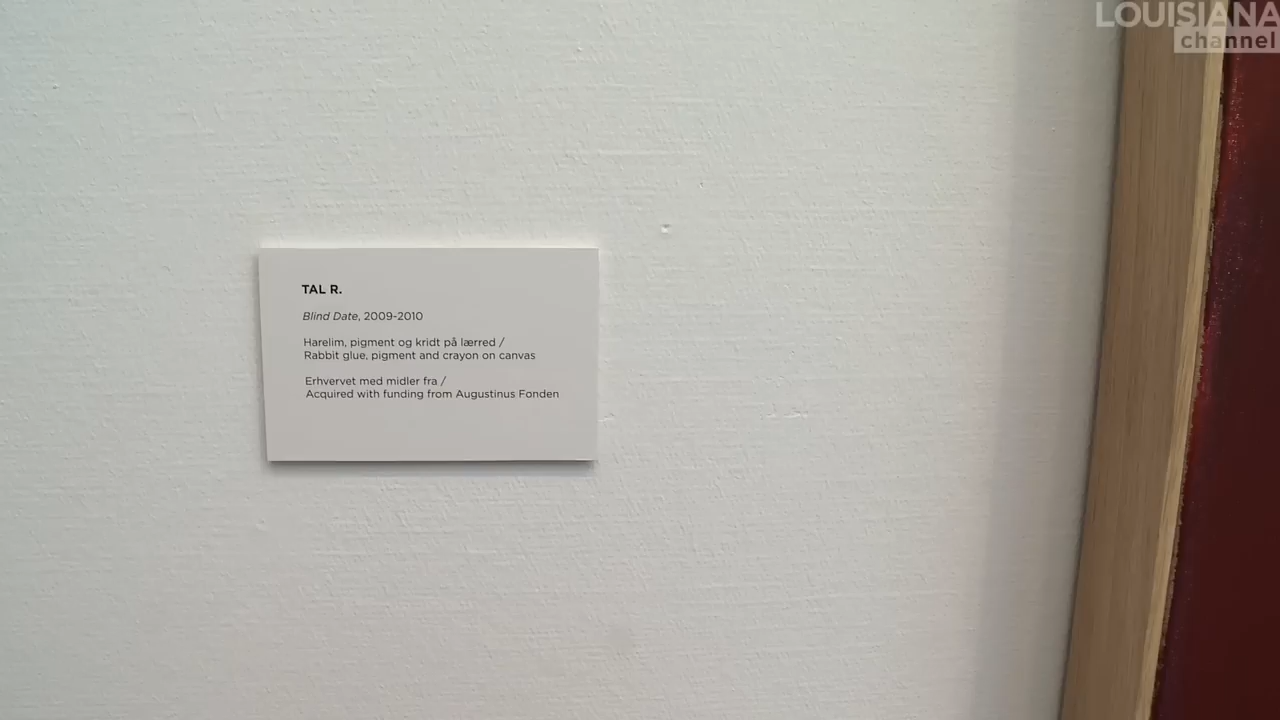 LOUISIANA
channel
TAL R.
Blind Date, 2009-2010
Harelim, pigment og kridt på lærred /
Rabbit glue, pigment and crayon on canvas
Erhvervet med midler fra /
Acquired with funding from Augustinus Fonden